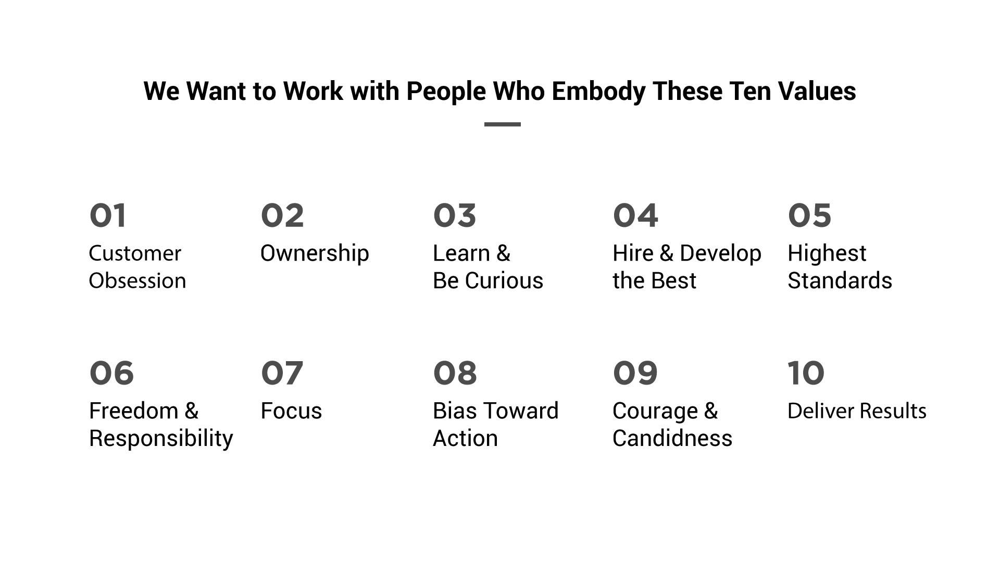 We Want to Work with People Who Embody These Ten Values
01
Customer
Obsession
02
Ownership
03
Learn &
Be Curious
04
Hire & Develop
the Best
05
Highest
Standards
06
Freedom &
Responsibility
07
Focus
08
Bias Toward
Action
09
Courage &
Candidness
10
Deliver Results